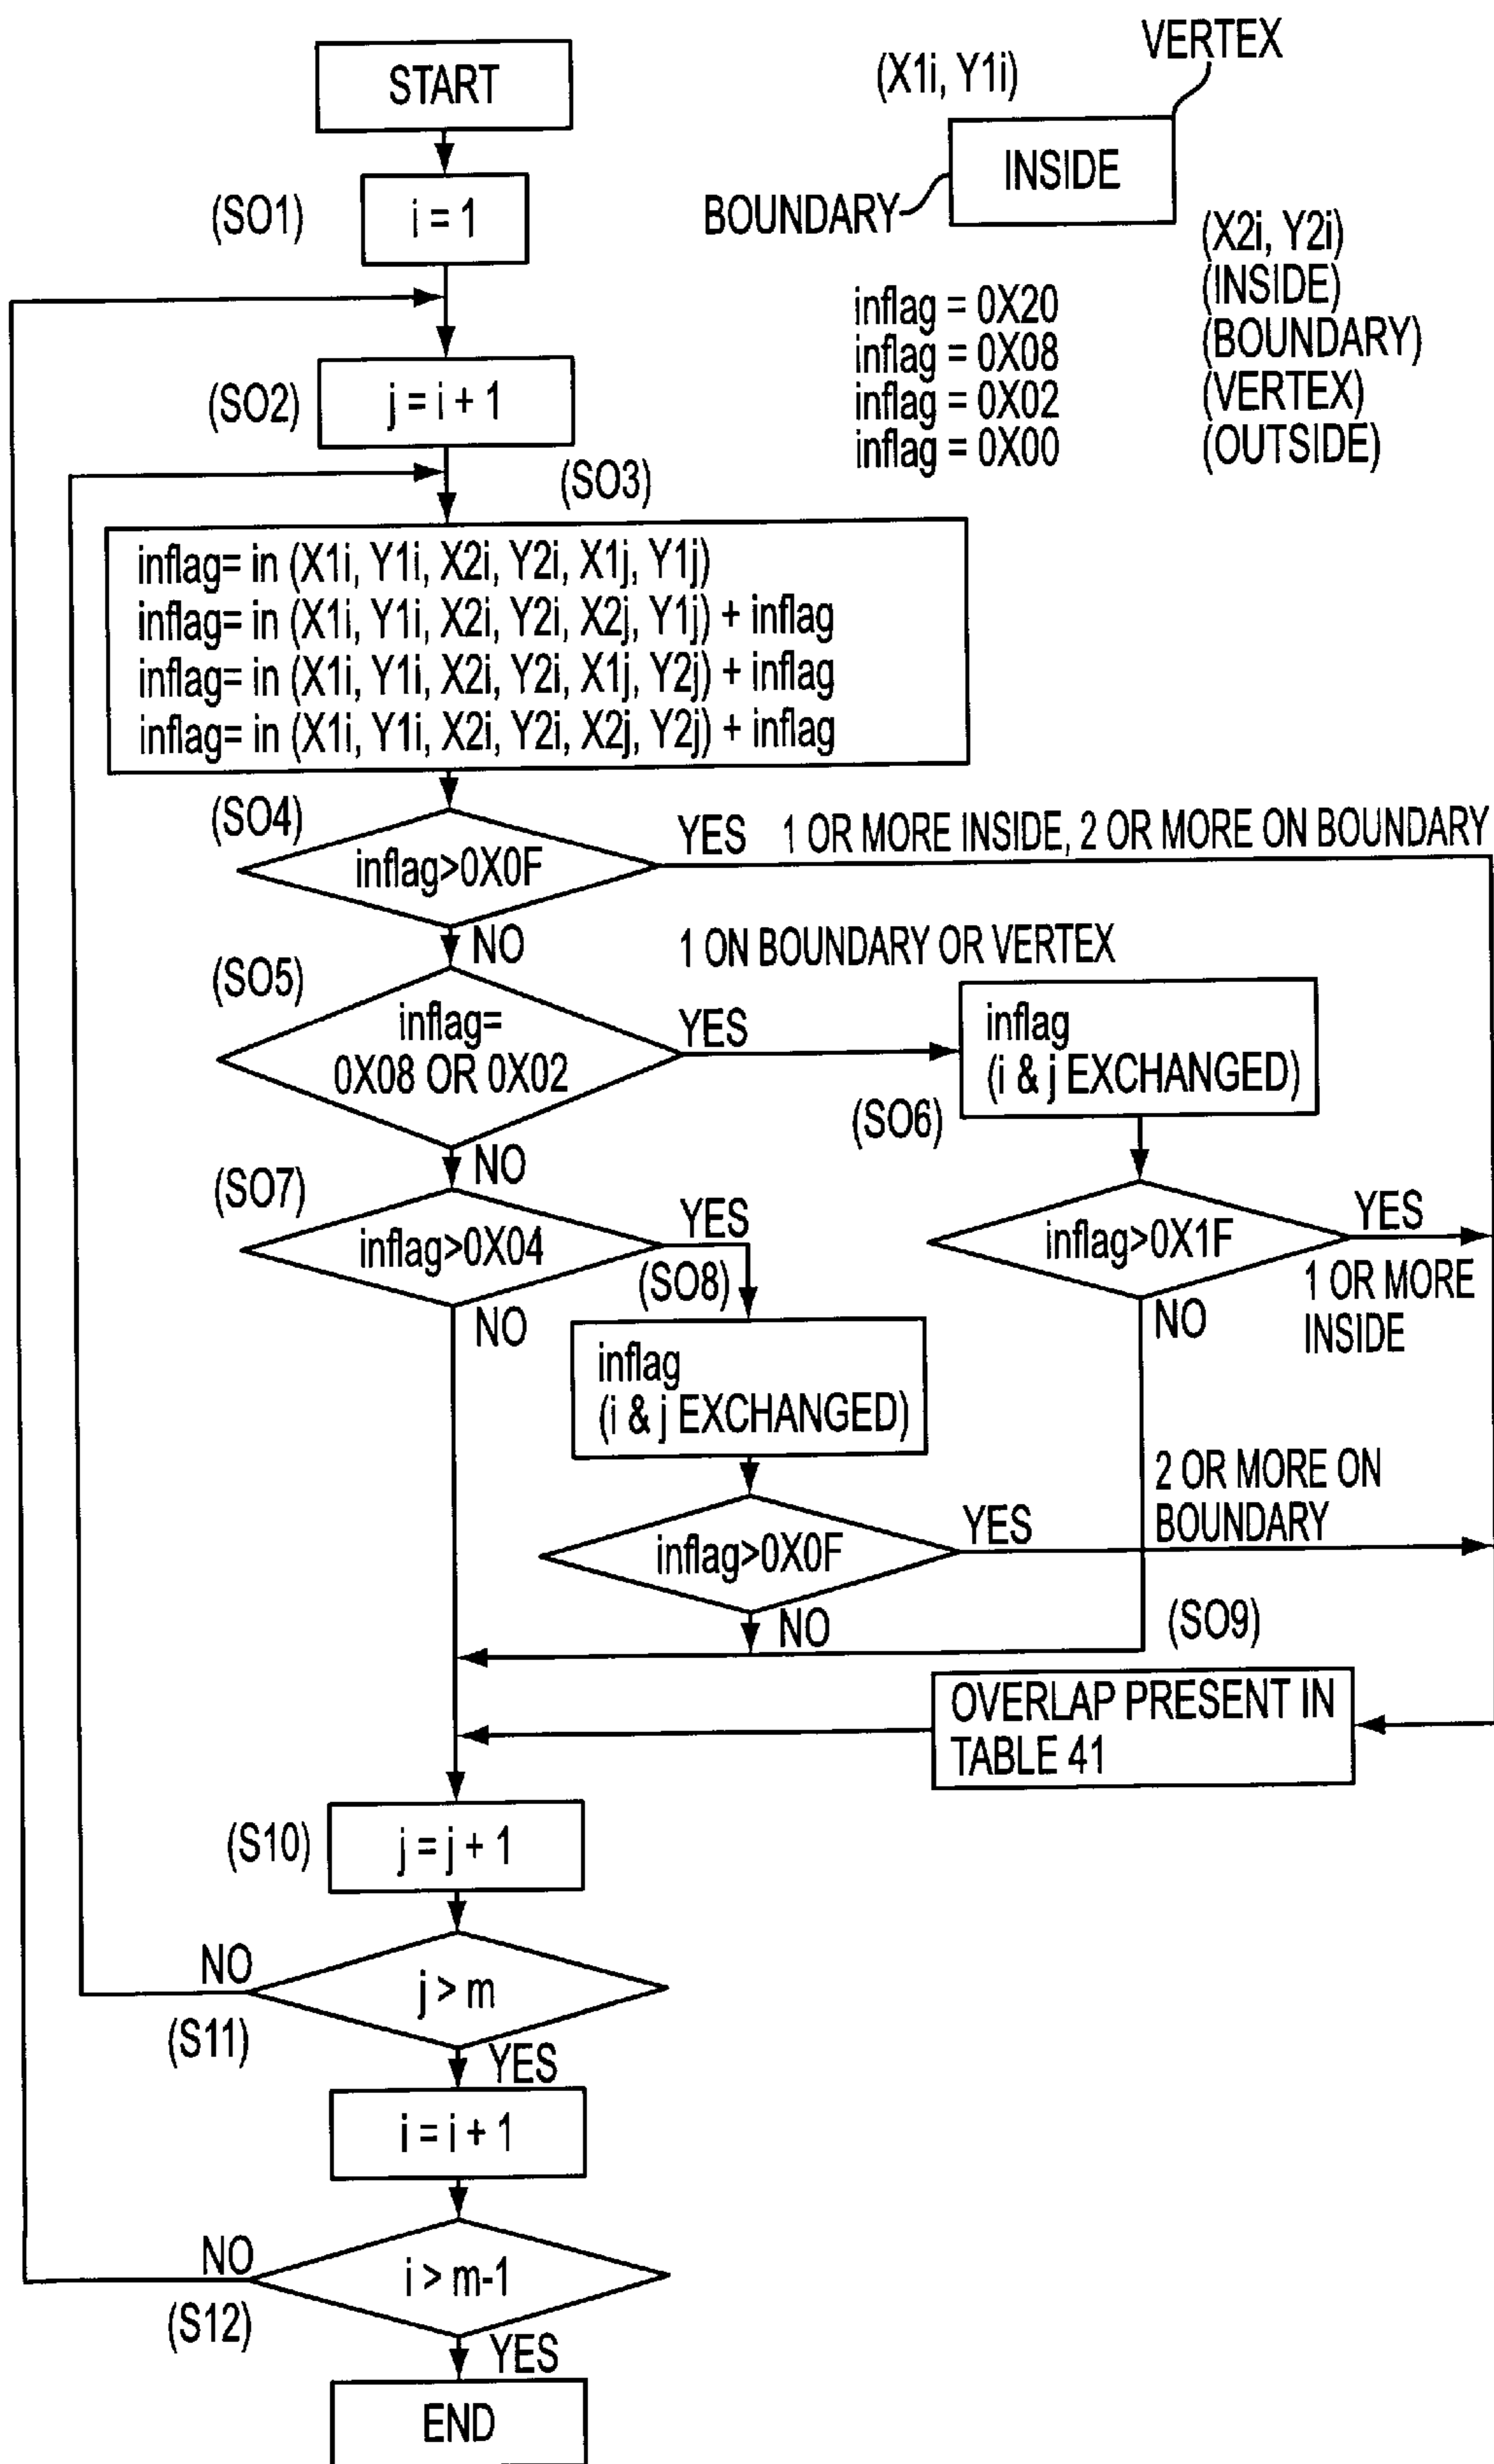 START
(SO1)
i = 1
(SO2)
j = i + 1
(X1i, Y1i)
VERTEX
INSIDE
BOUNDARY
(X2i, Y2i)
inflag = 0X20 (INSIDE)
inflag = 0X08 (BOUNDARY)
inflag = 0X02 (VERTEX)
inflag = 0X00 (OUTSIDE)
(SO3)
inflag= in (X1i, Y1i, X2i, Y2i, X1j, Y1j)
inflag= in (X1i, Y1i, X2i, Y2i, X2j, Y1j) + inflag
inflag= in (X1i, Y1i, X2i, Y2i, X1j, Y2j) + inflag
inflag= in (X1i, Y1i, X2i, Y2i, X2j, Y2j) + inflag
(SO4)
inflag>0X0F
YES 1 OR MORE INSIDE, 2 OR MORE ON BOUNDARY
NO
1 ON BOUNDARY OR VERTEX
(SO5)
inflag=
0X08 OR 0X02
YES
inflag
(i & j EXCHANGED)
(SO6)
NO
(SO7)
inflag>0X04
YES
NO
inflag>0X1F
YES
1 OR MORE
INSIDE
NO
(SO8)
inflag
(i & j EXCHANGED)
inflag>0X0F
YES
2 OR MORE ON
BOUNDARY
NO
(SO9)
OVERLAP PRESENT IN
TABLE 41
(S10)
j = j + 1
NO
j > m
(S11)
YES
i = i + 1
NO
i > m-1
(S12)
YES
END